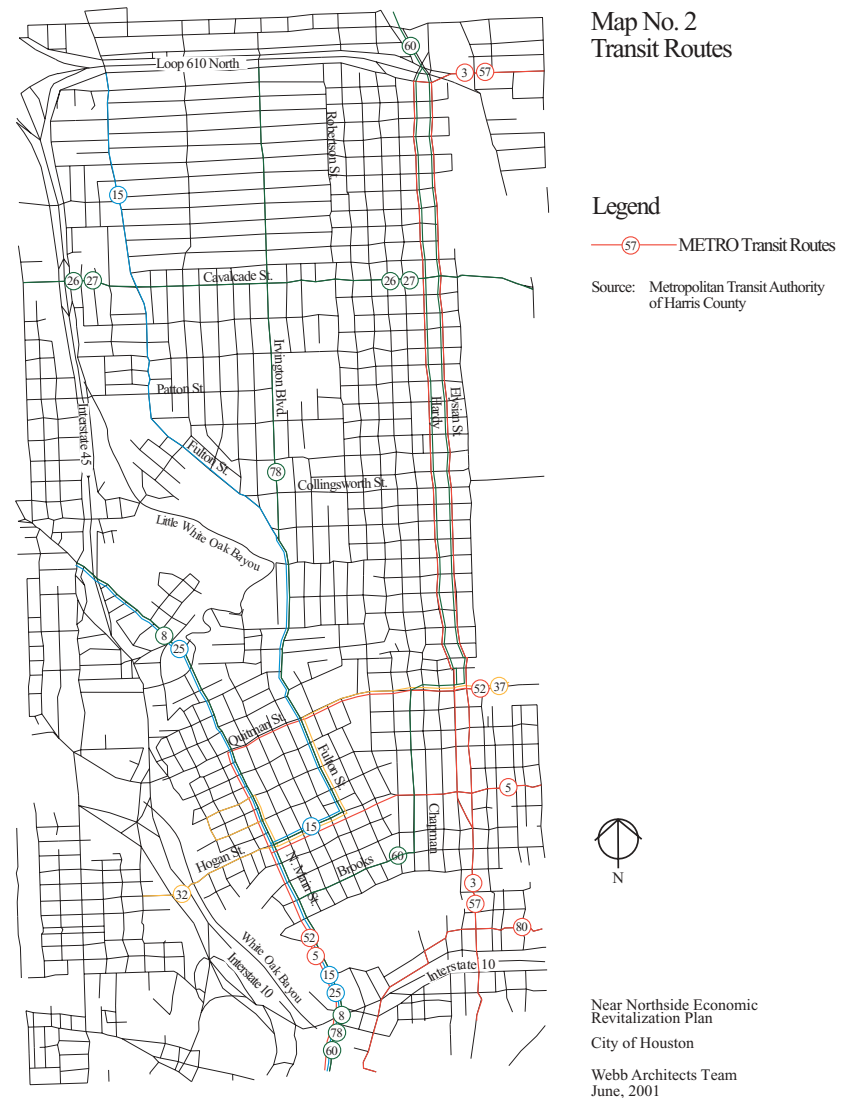 Map No. 2
Transit Routes
60
Loop 610 North
3
57
Robertson St.
15
Legend
57
METRO Transit Routes
Source: Metropolitan Transit Authority
of Harris County
26
27
Cavalcade St.
26
27
Irvington Blvd.
Patton St.
Elysian St
Hardy
Interstate 45
Fulton St.
78
Collingsworth St.
Little White Oak Bayou
8
25
52
37
Quitman St.
Fulton St.
5
15
Chapman
Hogan St.
Brooks
60
N. Main St.
N
32
3
57
80
52
5
White Oak Bayou
Interstate 10
Interstate 10
15
25
8
78
60
Near Northside Economic
Revitalization Plan
City of Houston
Webb Architects Team
June, 2001